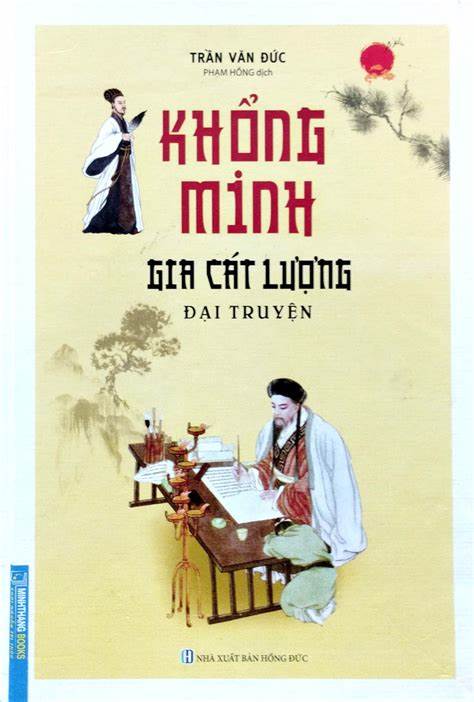 TRẦN VĂN ĐỨC
PHẠM HỒNG dịch
KHỔNG
MINH
GIA CÁT LƯỢNG
ĐẠI TRUYỆN
MINHTHANG BOOKS
NHÀ XUẤT BẢN HỒNG ĐỨC